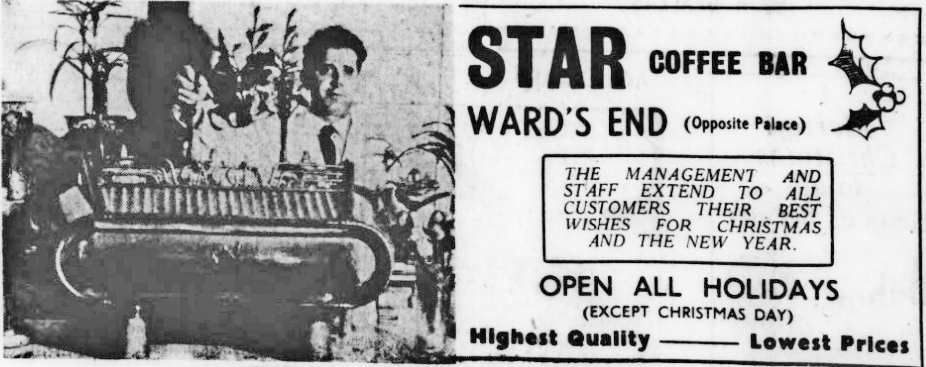 STAR COFFEE BAR
WARD'S END (Opposite Palace)
THE MANAGEMENT AND
STAFF EXTEND TO ALL
CUSTOMERS THEIR BEST
WISHES FOR CHRISTMAS
AND THE NEW YEAR.
OPEN ALL HOLIDAYS
(EXCEPT CHRISTMAS DAY)
Highest Quality —— Lowest Prices